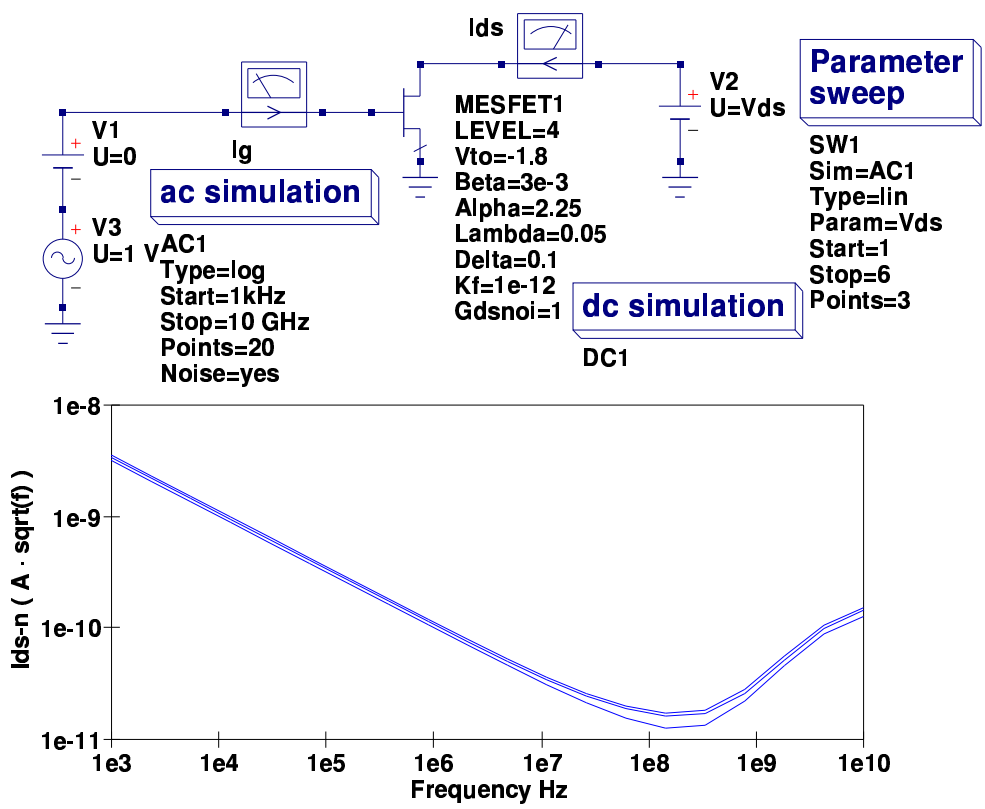 Ids
Parameter
sweep
V2
U=Vds
V1
U=0
Ig
MESFET1
LEVEL=4
Vto=-1.8
Beta=3e-3
Alpha=2.25
Lambda=0.05
Delta=0.1
Kf=1e-12
Gdsnoi=1
SW1
Sim=AC1
Type=lin
Param=Vds
Start=1
Stop=6
Points=3
ac simulation
V3
U=1 V
AC1
Type=log
Start=1kHz
Stop=10 GHz
Points=20
Noise=yes
dc simulation
DC1
1e-8
1e-9
1e-10
1e-11
Ids-n ( A · sqrt(f) )
1e3 1e4 1e5 1e6 1e7 1e8 1e9 1e10
Frequency Hz